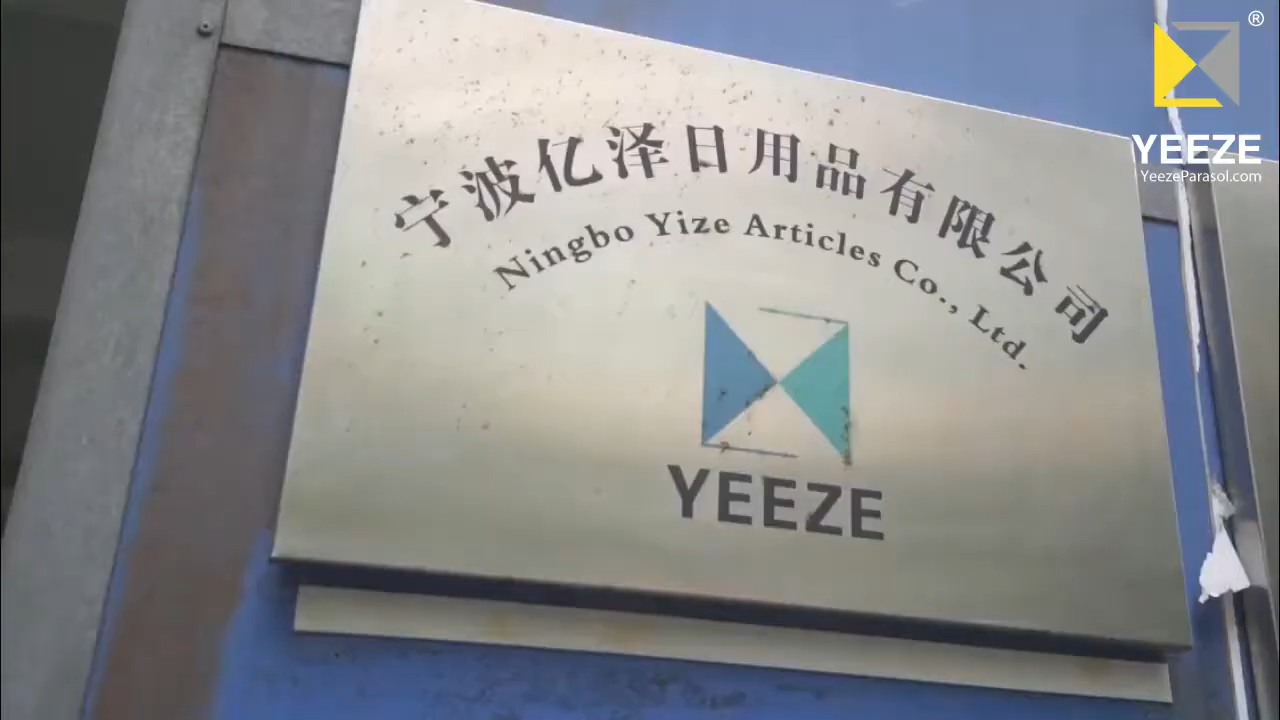 宁波亿泽日用品有限公司
Ningbo Yize Articles Co., Ltd.
YEEZE
®
YEEZE
YeezeParasol.com